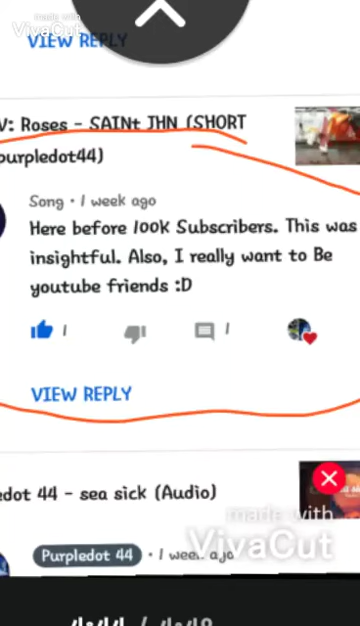 made with
VivaCut
VIEW REPLY
V: Roses - SAINt JHN (SHORT
purpledot44)
Song • 1 week ago
Here before 100K Subscribers. This was
insightful. Also, I really want to Be
youtube friends :D
1
1
VIEW REPLY
edot 44 - sea sick (Audio)
made with
VivaCut
Purpledot 44 • 1 week ago